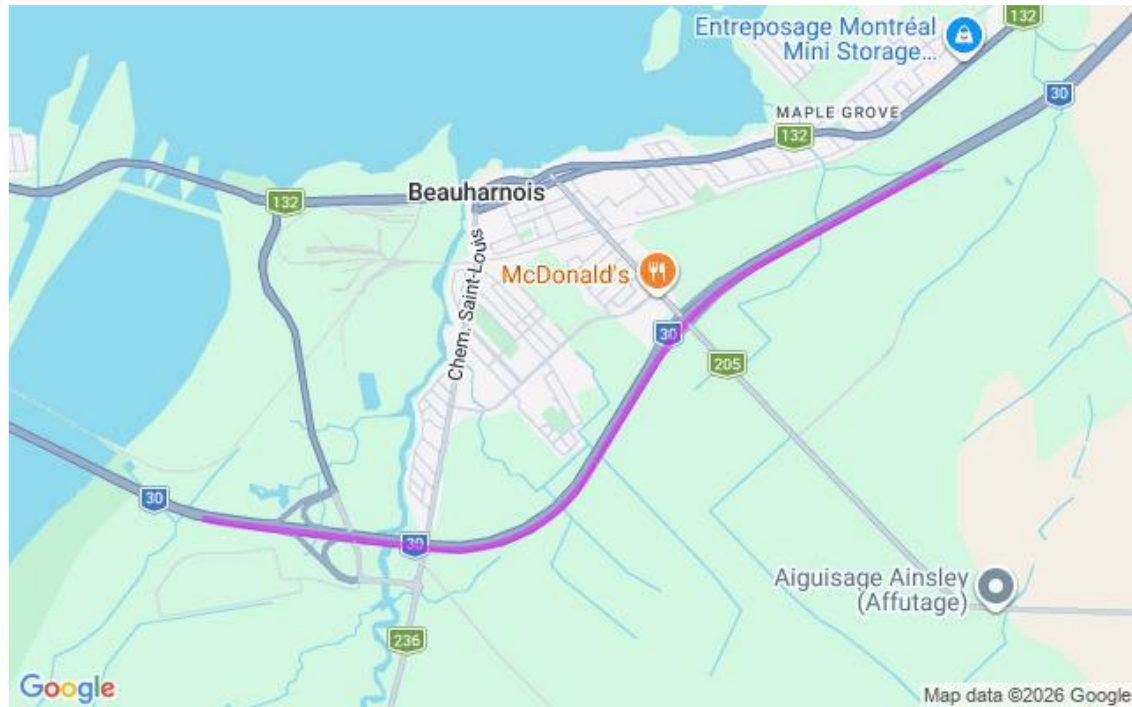 132
Entreposage Montréal
Mini Storage...
30
MAPLE GROVE
132
132
Beauharnois
McDonald's
Chem. Saint-Louis
30
205
30
30
Aiguisage Ainsley
(Affutage)
236
Google
Map data ©2026 Google